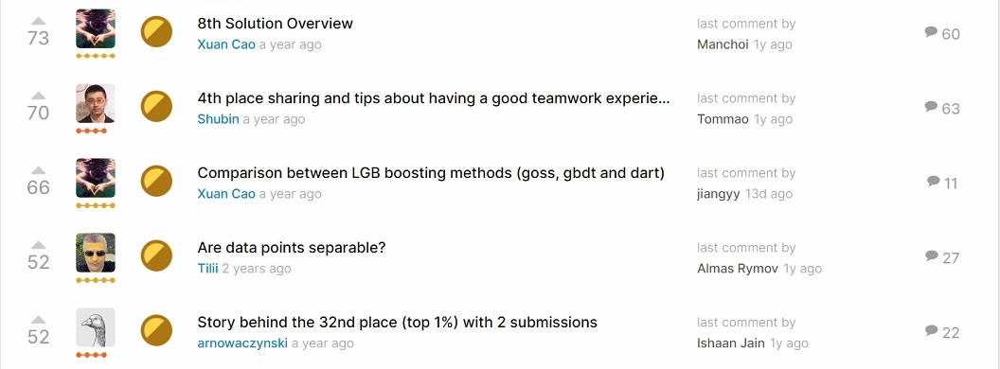 73
8th Solution Overview
Xuan Cao a year ago
last comment by
Manchoi 1y ago
60
70
4th place sharing and tips about having a good teamwork experie...
Shubin a year ago
last comment by
Tommao 1y ago
63
66
Comparison between LGB boosting methods (goss, gbdt and dart)
Xuan Cao a year ago
last comment by
jiangyy 13d ago
11
52
Are data points separable?
Tilii 2 years ago
last comment by
Almas Rymov 1y ago
27
52
Story behind the 32nd place (top 1%) with 2 submissions
arnowaczynski a year ago
last comment by
Ishaan Jain 1y ago
22